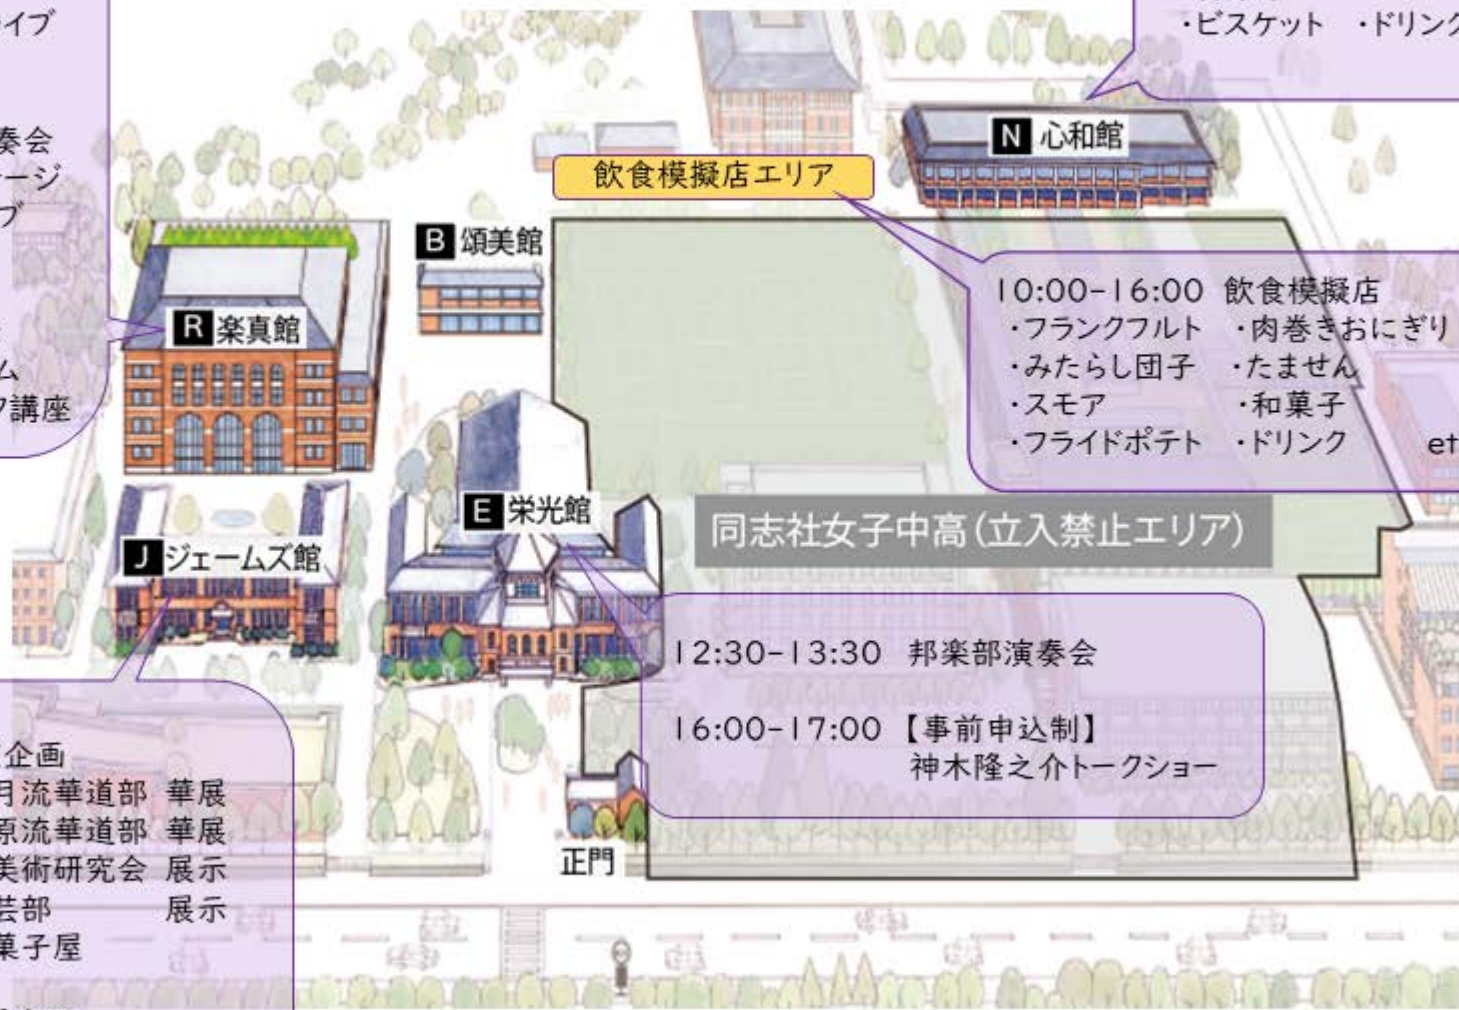 イブ
奏会
ージ
ブ
ム
ク講座
・ビスケット ・ドリンク
N 心和館
飲食模擬店エリア
B 頌美館
R 楽真館
10:00-16:00 飲食模擬店
・フランクフルト ・肉巻きおにぎり
・みたらし団子 ・たません
・スモア ・和菓子
・フライドポテト ・ドリンク et
E 栄光館
J ジェームズ館
同志社女子中高(立入禁止エリア)
12:30-13:30 邦楽部演奏会
16:00-17:00 【事前申込制】
神木隆之介トークショー
正門
企画
月流華道部 華展
原流華道部 華展
美術研究会 展示
芸部 展示
菓子屋